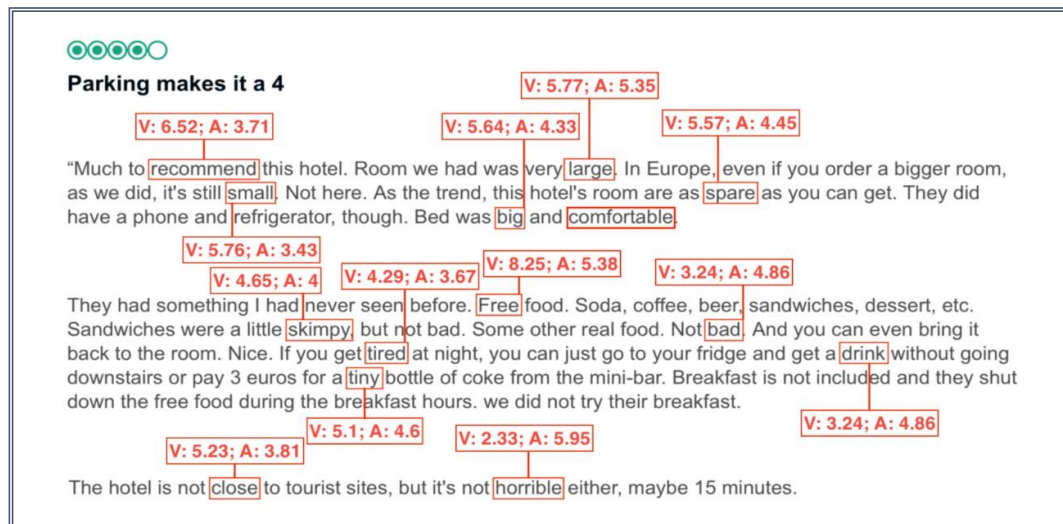 Parking makes it a 4
V: 5.77; A: 5.35
V: 6.52; A: 3.71
V: 5.64; A: 4.33
V: 5.57; A: 4.45
“Much to recommend this hotel. Room we had was very large. In Europe, even if you order a bigger room,
as we did, it's still small. Not here. As the trend, this hotel's room are as spare as you can get. They did
have a phone and refrigerator, though. Bed was big and comfortable.
V: 5.76; A: 3.43
V: 4.65; A: 4
V: 4.29; A: 3.67
V: 8.25; A: 5.38
V: 3.24; A: 4.86
They had something I had never seen before. Free food. Soda, coffee, beer, sandwiches, dessert, etc.
Sandwiches were a little skimpy, but not bad. Some other real food. Not bad. And you can even bring it
back to the room. Nice. If you get tired at night, you can just go to your fridge and get a drink without going
downstairs or pay 3 euros for a tiny bottle of coke from the mini-bar. Breakfast is not included and they shut
down the free food during the breakfast hours. we did not try their breakfast.
V: 5.1; A: 4.6
V: 3.24; A: 4.86
V: 5.23; A: 3.81
V: 2.33; A: 5.95
The hotel is not close to tourist sites, but it's not horrible either, maybe 15 minutes.